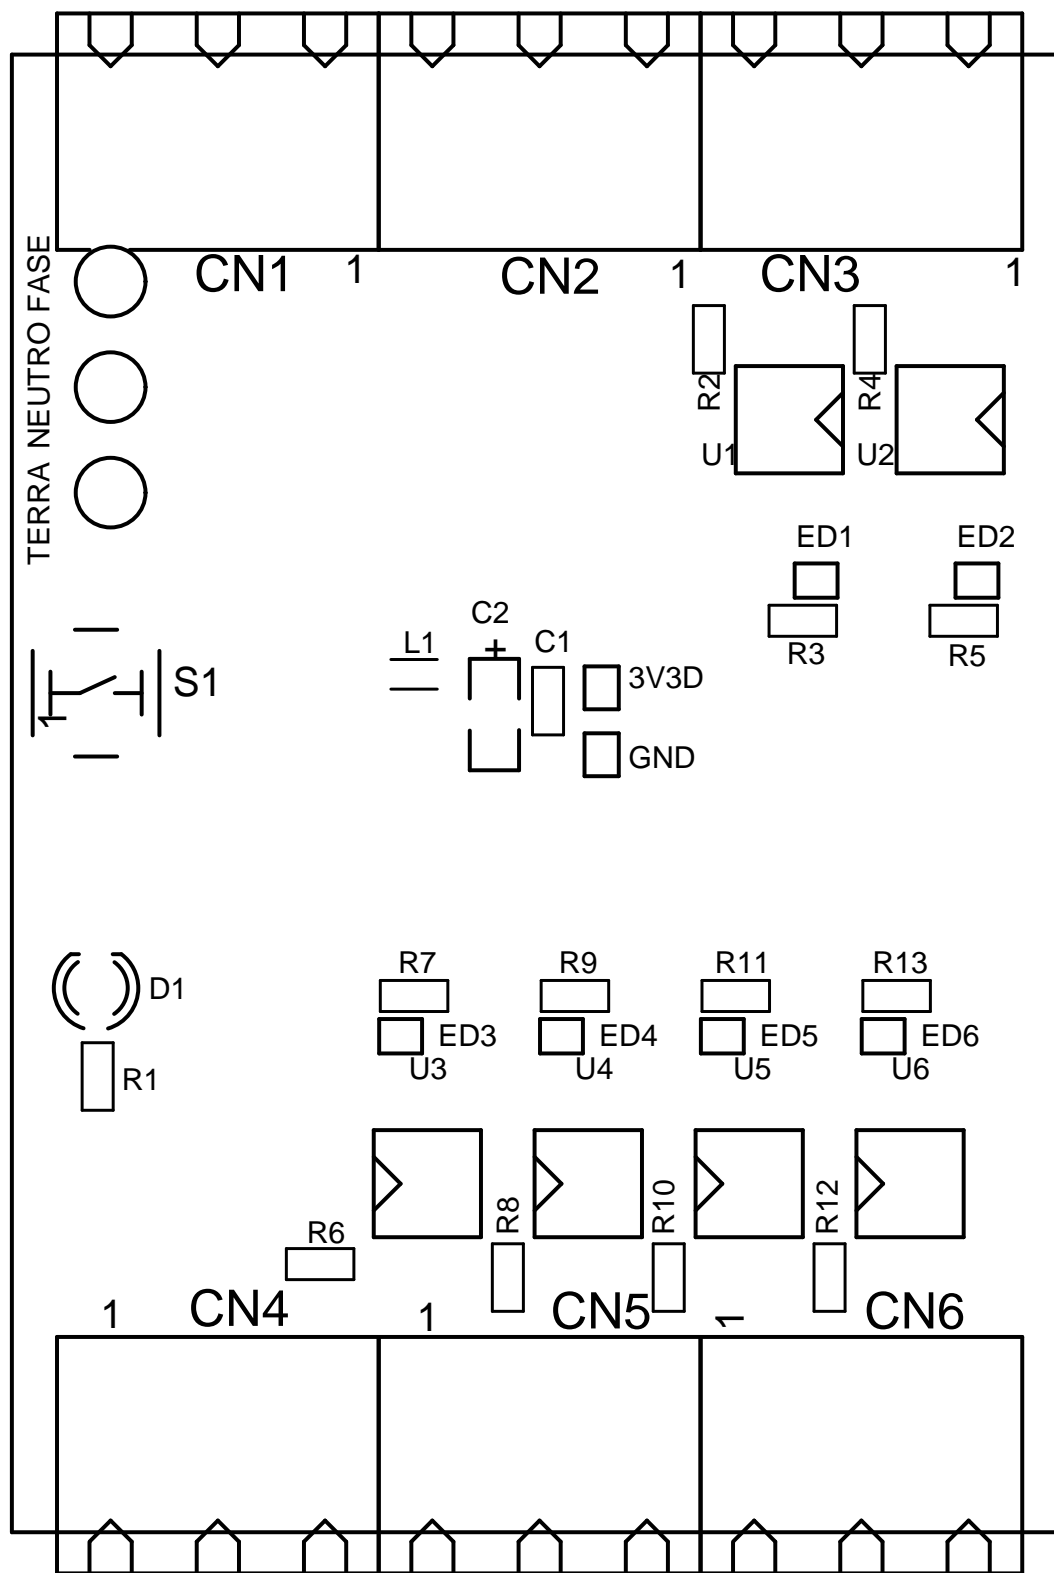 CN1 1
CN2 1
CN3 1
TERRA NEUTRO FASE
R2
R4
U1
U2
ED1
ED2
R3
R5
S1
1
L1
C2
+
C1
3V3D
GND
D1
R1
R7
R9
R11
R13
ED3
ED4
ED5
ED6
U3
U4
U5
U6
R8
R10
R12
R6
1 CN4
1 CN5
1 CN6